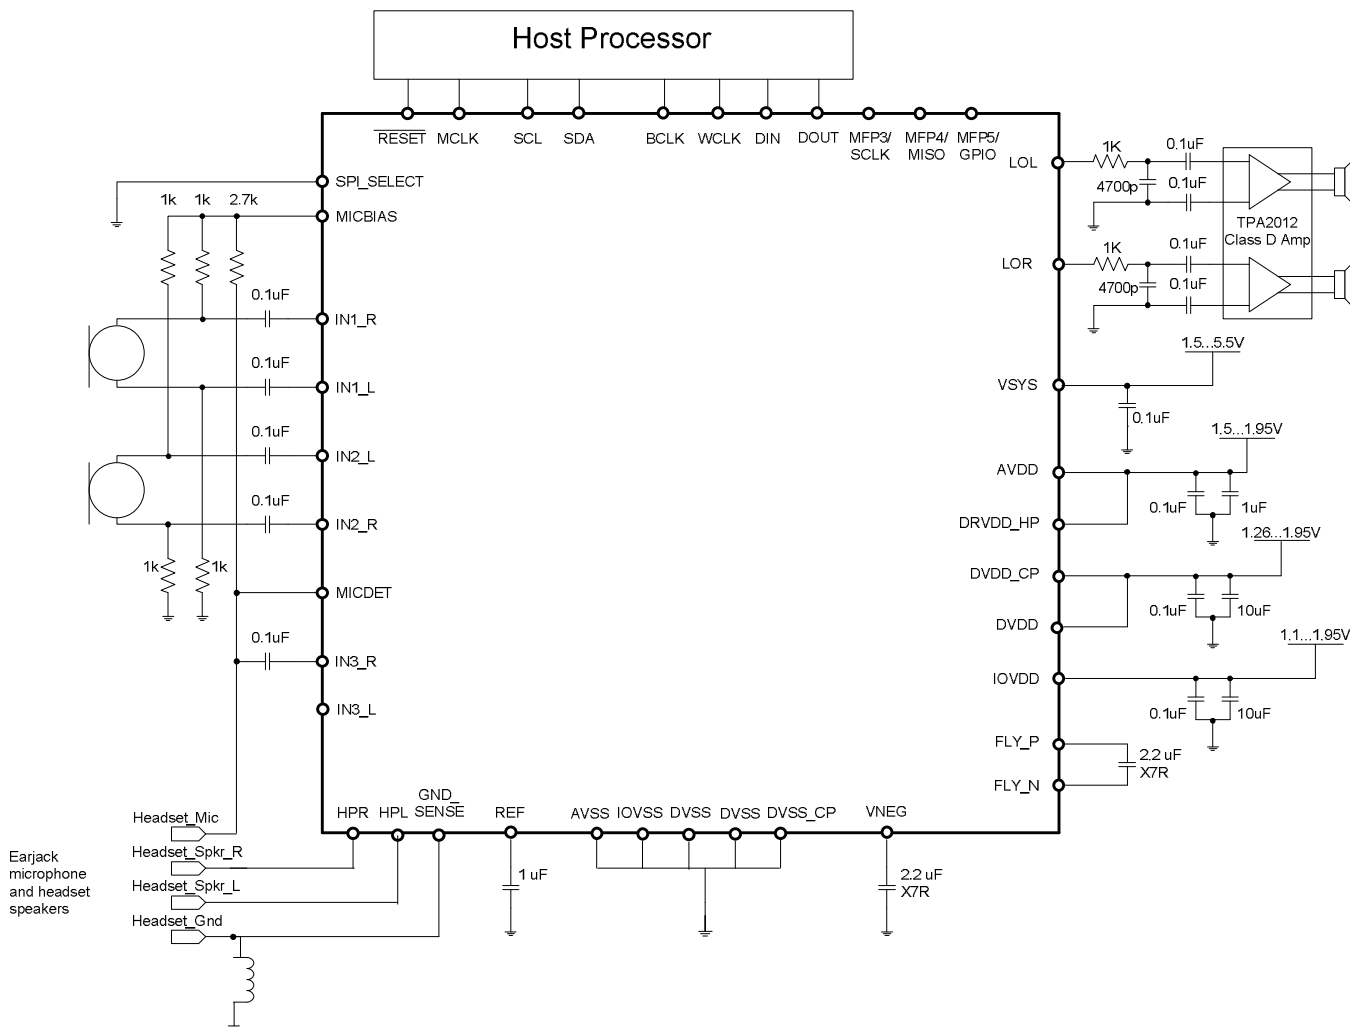 Host Processor
RESET MCLK SCL SDA BCLK WCLK DIN DOUT MFP3/ MFP4/ MFP5/
SCLK MISO GPIO
LOL
1K
0.1uF
4700p
0.1uF
TPA2012
Class D Amp
LOR
1K
0.1uF
4700p
0.1uF
SPI_SELECT
1k 1k 2.7k
MICBIAS
0.1uF
IN1_R
0.1uF
IN1_L
0.1uF
IN2_L
0.1uF
IN2_R
1k 1k
MICDET
0.1uF
IN3_R
IN3_L
1.5...5.5V
VSYS
0.1uF
1.5...1.95V
AVDD
0.1uF 1uF
DRVDD_HP
1.26...1.95V
DVDD_CP
0.1uF 10uF
DVDD
1.1...1.95V
IOVDD
0.1uF 10uF
FLY_P
2.2 uF
X7R
FLY_N
HPR HPL GND_
SENSE
REF AVSS IOVSS DVSS DVSS DVSS_CP VNEG
1 uF
2.2 uF
X7R
Headset_Mic
Headset_Spkr_R
Headset_Spkr_L
Headset_Gnd
Earjack
microphone
and headset
speakers